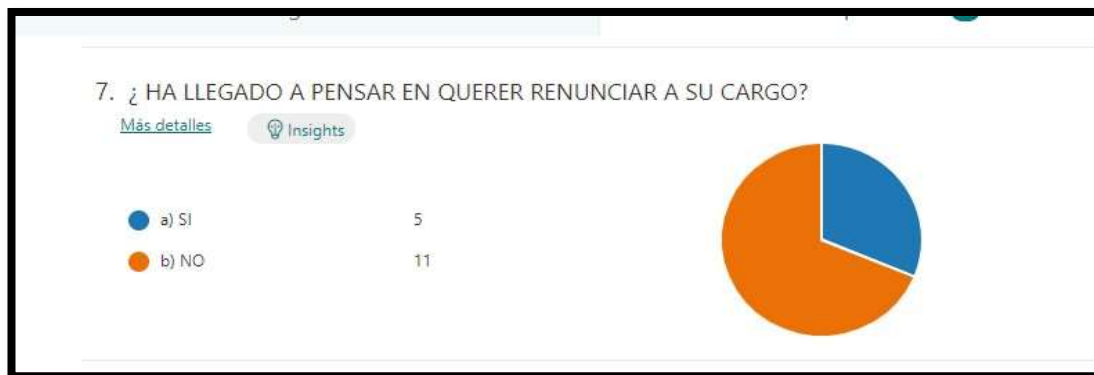 7. ¿ HA LLEGADO A PENSAR EN QUERER RENUNCIAR A SU CARGO?
Más detalles Insights
a) SI 5
b) NO 11